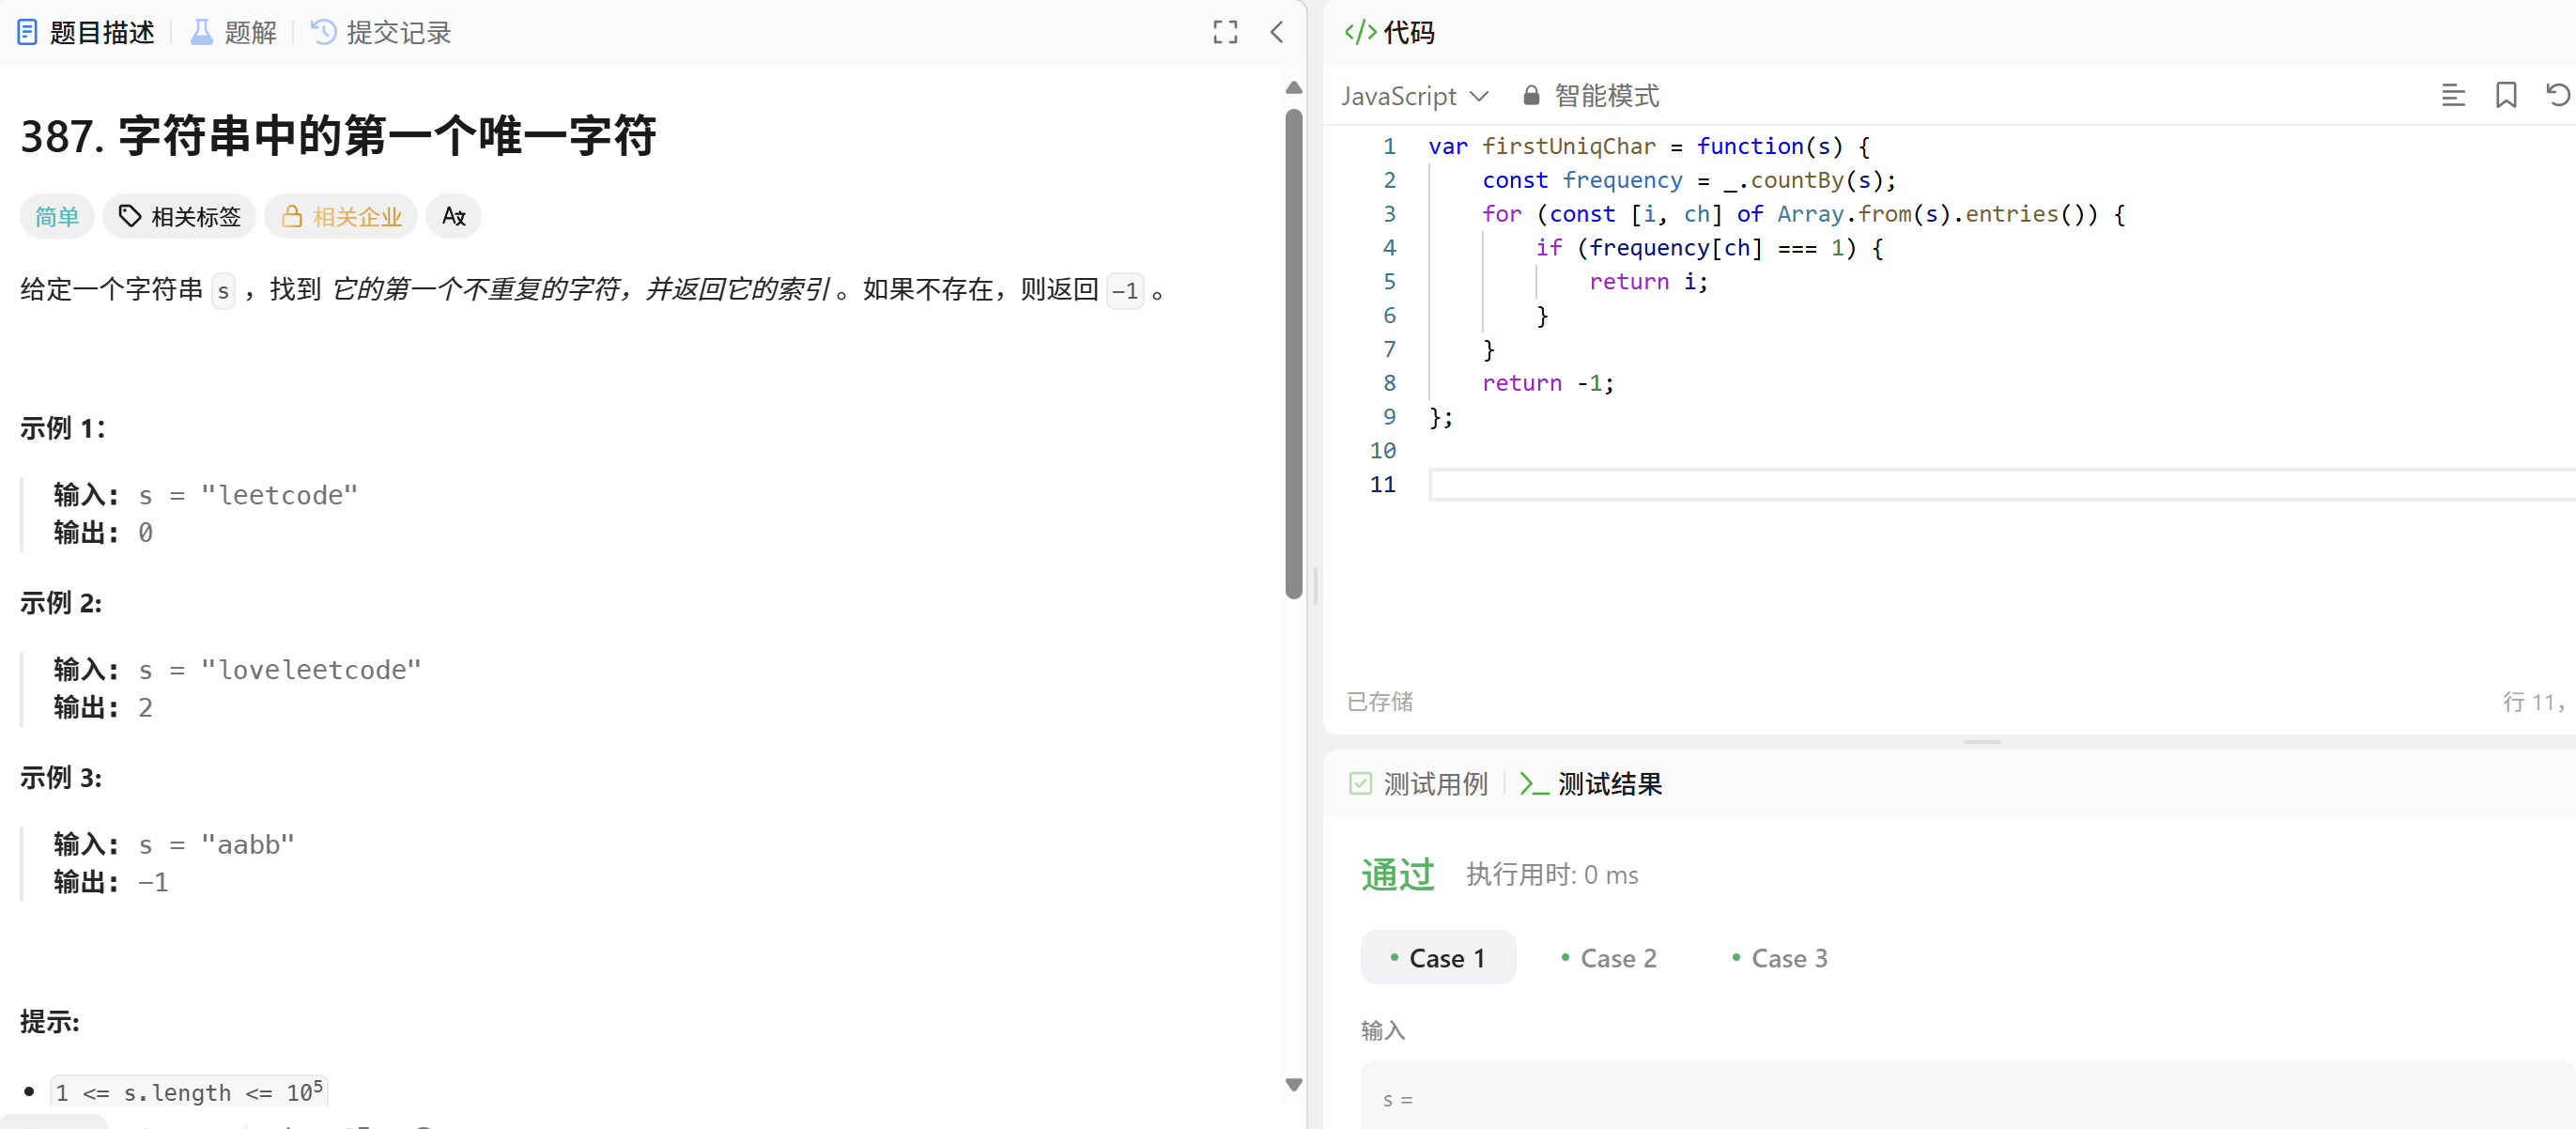 题目描述 题解 提交记录
387. 字符串中的第一个唯一字符
简单 相关标签 相关企业 Aあ
给定一个字符串 s ，找到 它的第一个不重复的字符，并返回它的索引 。如果不存在，则返回 -1 。
示例 1：
输入：s = "leetcode"
输出：0
示例 2:
输入：s = "loveleetcode"
输出：2
示例 3:
输入：s = "aabb"
输出：-1
提示:
• 1 <= s.length <= 10⁵
</> 代码
JavaScript 智能模式
1 var firstUniqChar = function(s) {
2     const frequency = _.countBy(s);
3     for (const [i, ch] of Array.from(s).entries()) {
4         if (frequency[ch] === 1) {
5             return i;
6         }
7     }
8     return -1;
9 };
10
11
已存储 行 11,
测试用例 测试结果
通过 执行用时: 0 ms
• Case 1 • Case 2 • Case 3
输入
s =